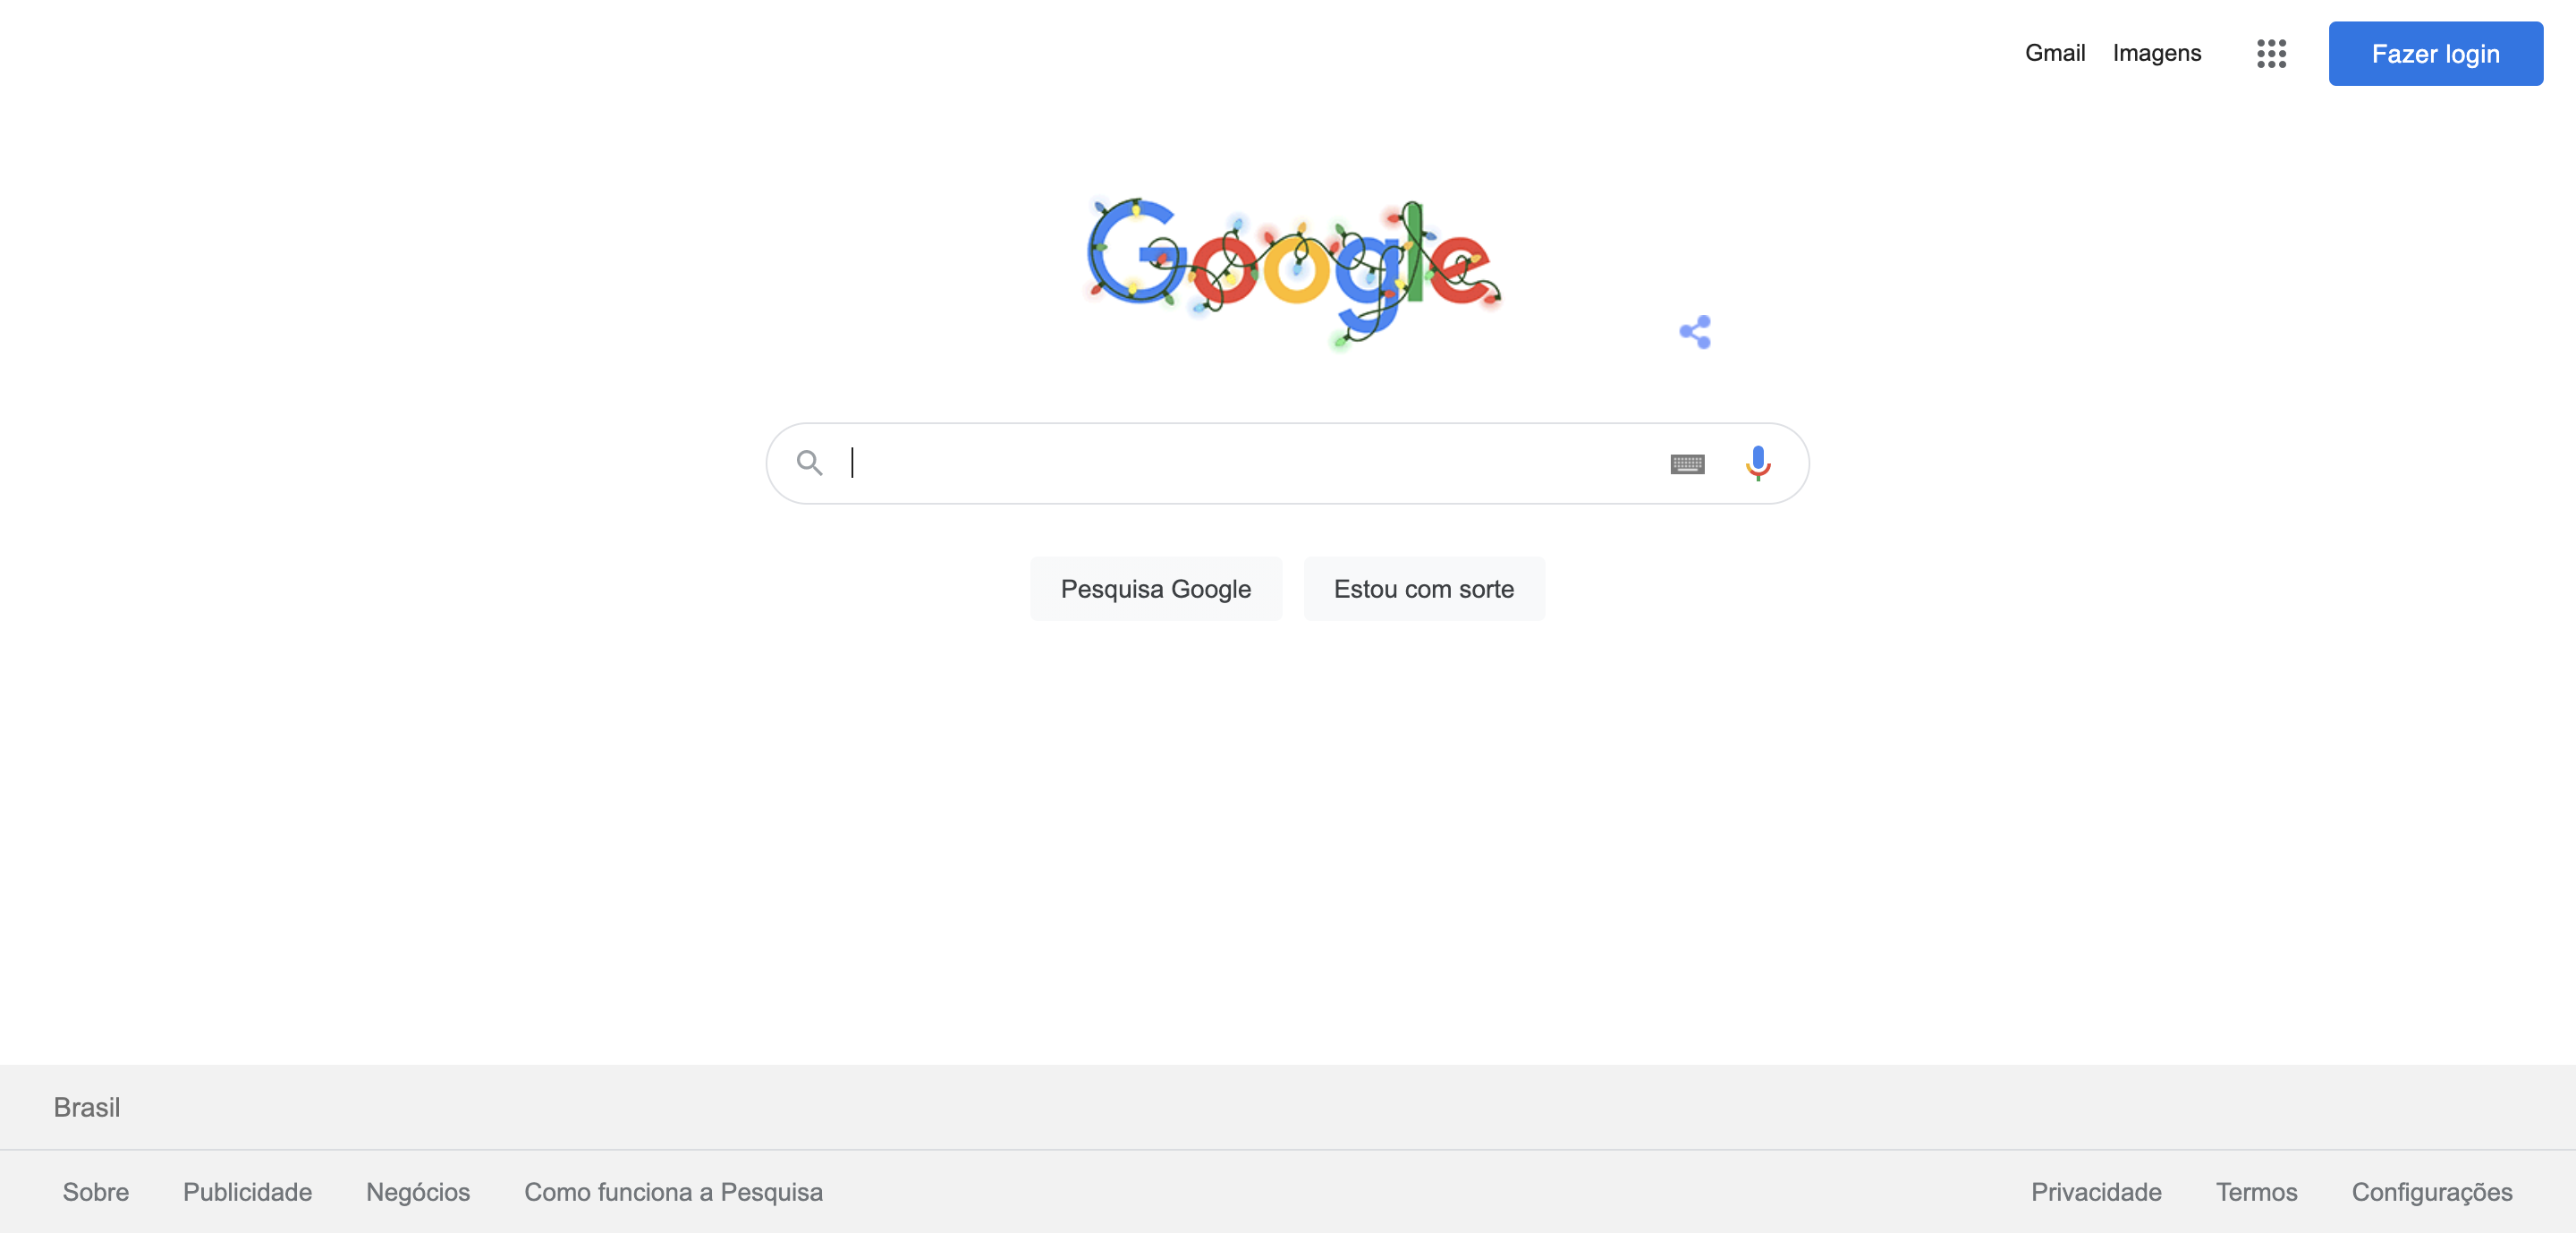 Gmail Imagens Fazer login
Google
Pesquisa Google Estou com sorte
Brasil
Sobre Publicidade Negócios Como funciona a Pesquisa Privacidade Termos Configurações